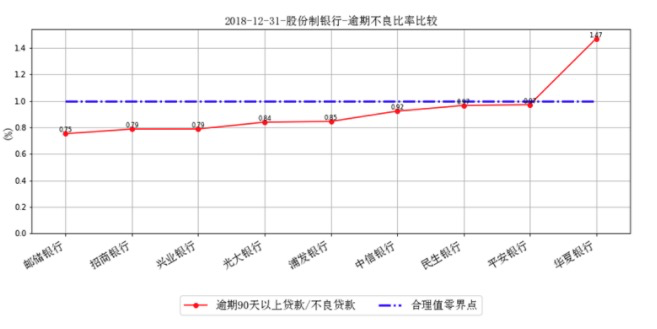 2018-12-31-股份制银行-逾期不良比率比较
(%)
1.4
1.2
1.0
0.8
0.6
0.4
0.2
0.0
0.75
0.79
0.79
0.84
0.85
0.92
0.97
0.97
1.47
邮储银行
招商银行
兴业银行
光大银行
浦发银行
中信银行
民生银行
平安银行
华夏银行
逾期90天以上贷款/不良贷款
合理值零界点